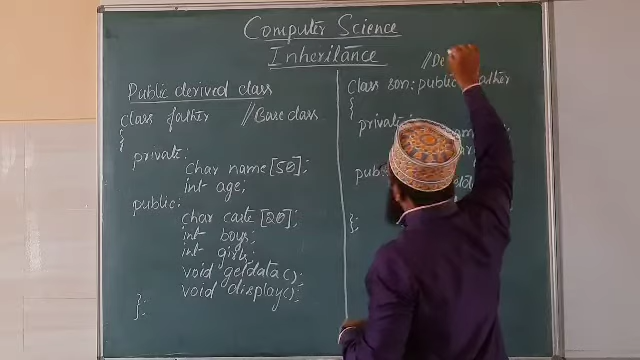 Computer Science
Inheritance
Public derived class
class father //Base class
{
private:
char name [50];
int age;
public:
char caste [20];
int boys;
int girls;
void getdata();
void display();
};
//De
Class son: public father
{
private:
};